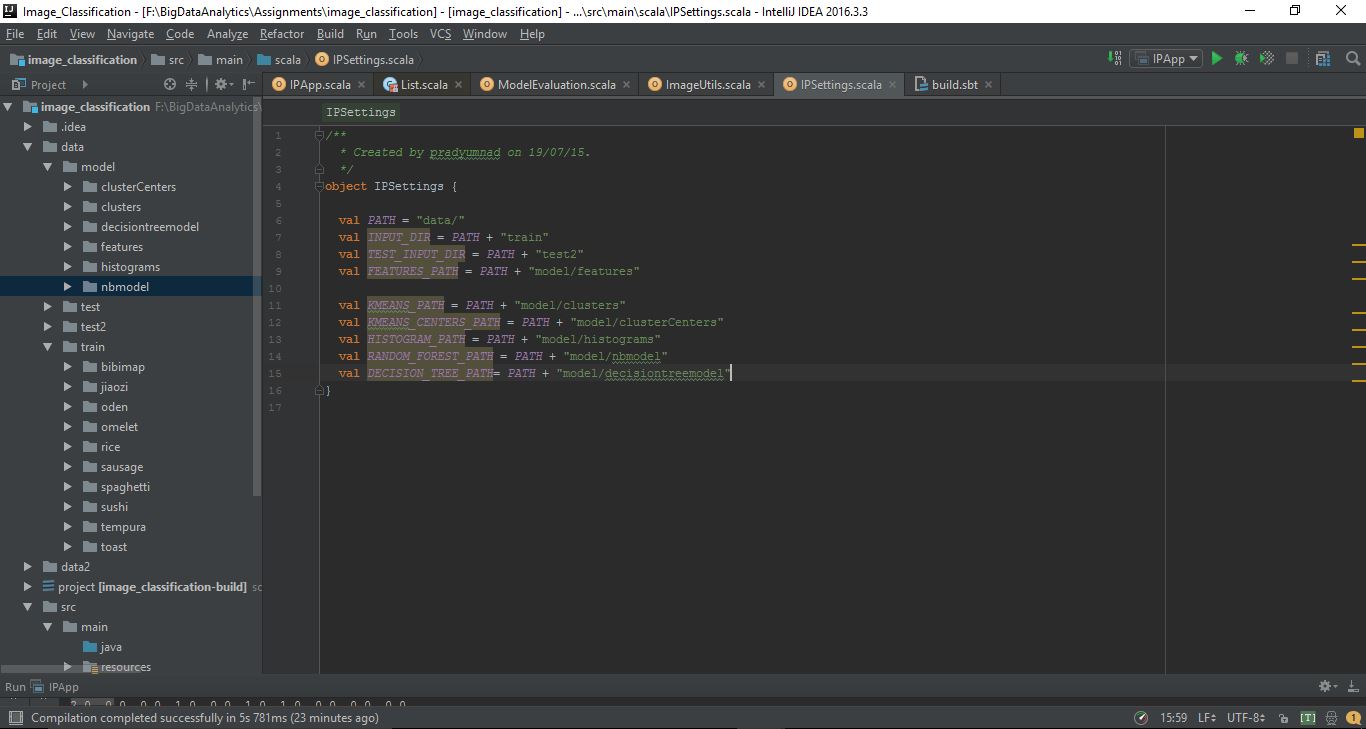 Image_Classification - [F:\BigDataAnalytics\Assignments\image_classification] - [image_classification] - ...\src\main\scala\IPSettings.scala - IntelliJ IDEA 2016.3.3
File Edit View Navigate Code Analyze Refactor Build Run Tools VCS Window Help
image_classification src main scala IPSettings.scala IPApp
Project IPApp.scala List.scala ModelEvaluation.scala ImageUtils.scala IPSettings.scala build.sbt
image_classification F:\BigDataAnalytics\
.idea
data
model
clusterCenters
clusters
decisiontreemodel
features
histograms
nbmodel
test
test2
train
bibimap
jiaozi
oden
omelet
rice
sausage
spaghetti
sushi
tempura
toast
data2
project [image_classification-build] sc
src
main
java
resources
IPSettings
1 /**
2 * Created by pradyumnad on 19/07/15.
3 */
4 object IPSettings {
5
6 val PATH = "data/"
7 val INPUT_DIR = PATH + "train"
8 val TEST_INPUT_DIR = PATH + "test2"
9 val FEATURES_PATH = PATH + "model/features"
10
11 val KMEANS_PATH = PATH + "model/clusters"
12 val KMEANS_CENTERS_PATH = PATH + "model/clusterCenters"
13 val HISTOGRAM_PATH = PATH + "model/histograms"
14 val RANDOM_FOREST_PATH = PATH + "model/nbmodel"
15 val DECISION_TREE_PATH= PATH + "model/decisiontreemodel"
16 }
17
Run IPApp
Compilation completed successfully in 5s 781ms (23 minutes ago) 15:59 LF UTF-8 [T] 1